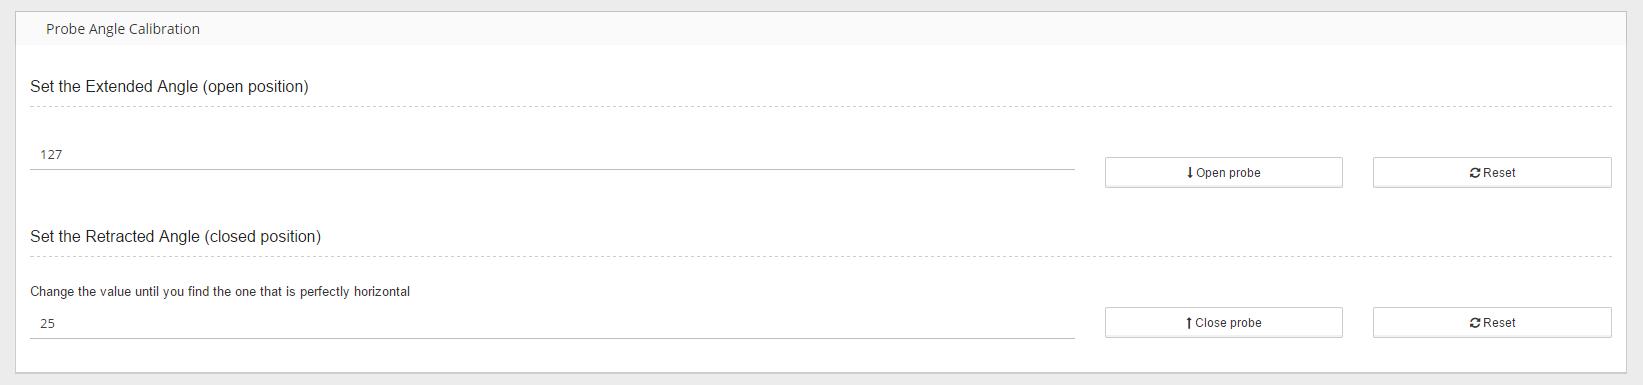 Probe Angle Calibration
Set the Extended Angle (open position)
127
Open probe
Reset
Set the Retracted Angle (closed position)
Change the value until you find the one that is perfectly horizontal
25
Close probe
Reset